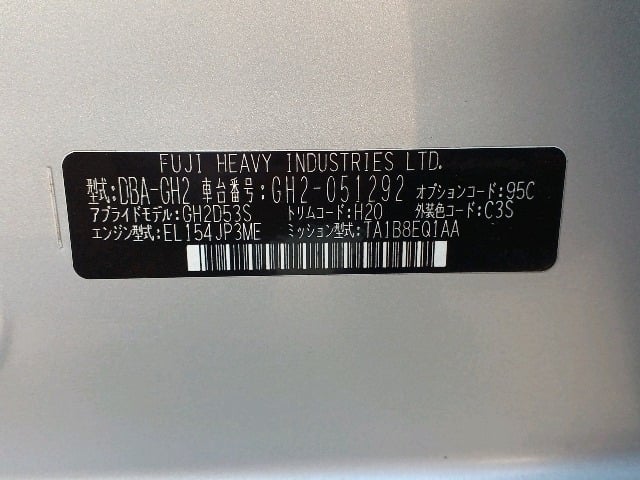 FUJI HEAVY INDUSTRIES LTD.
型式:DBA-GH2 車台番号:GH2-051292 オプションコード:95C
アプライドモデル:GH2D53S トリムコード:H20 外装色コード:C3S
エンジン型式:EL154JP3ME ミッション型式:TA1B8EQ1AA